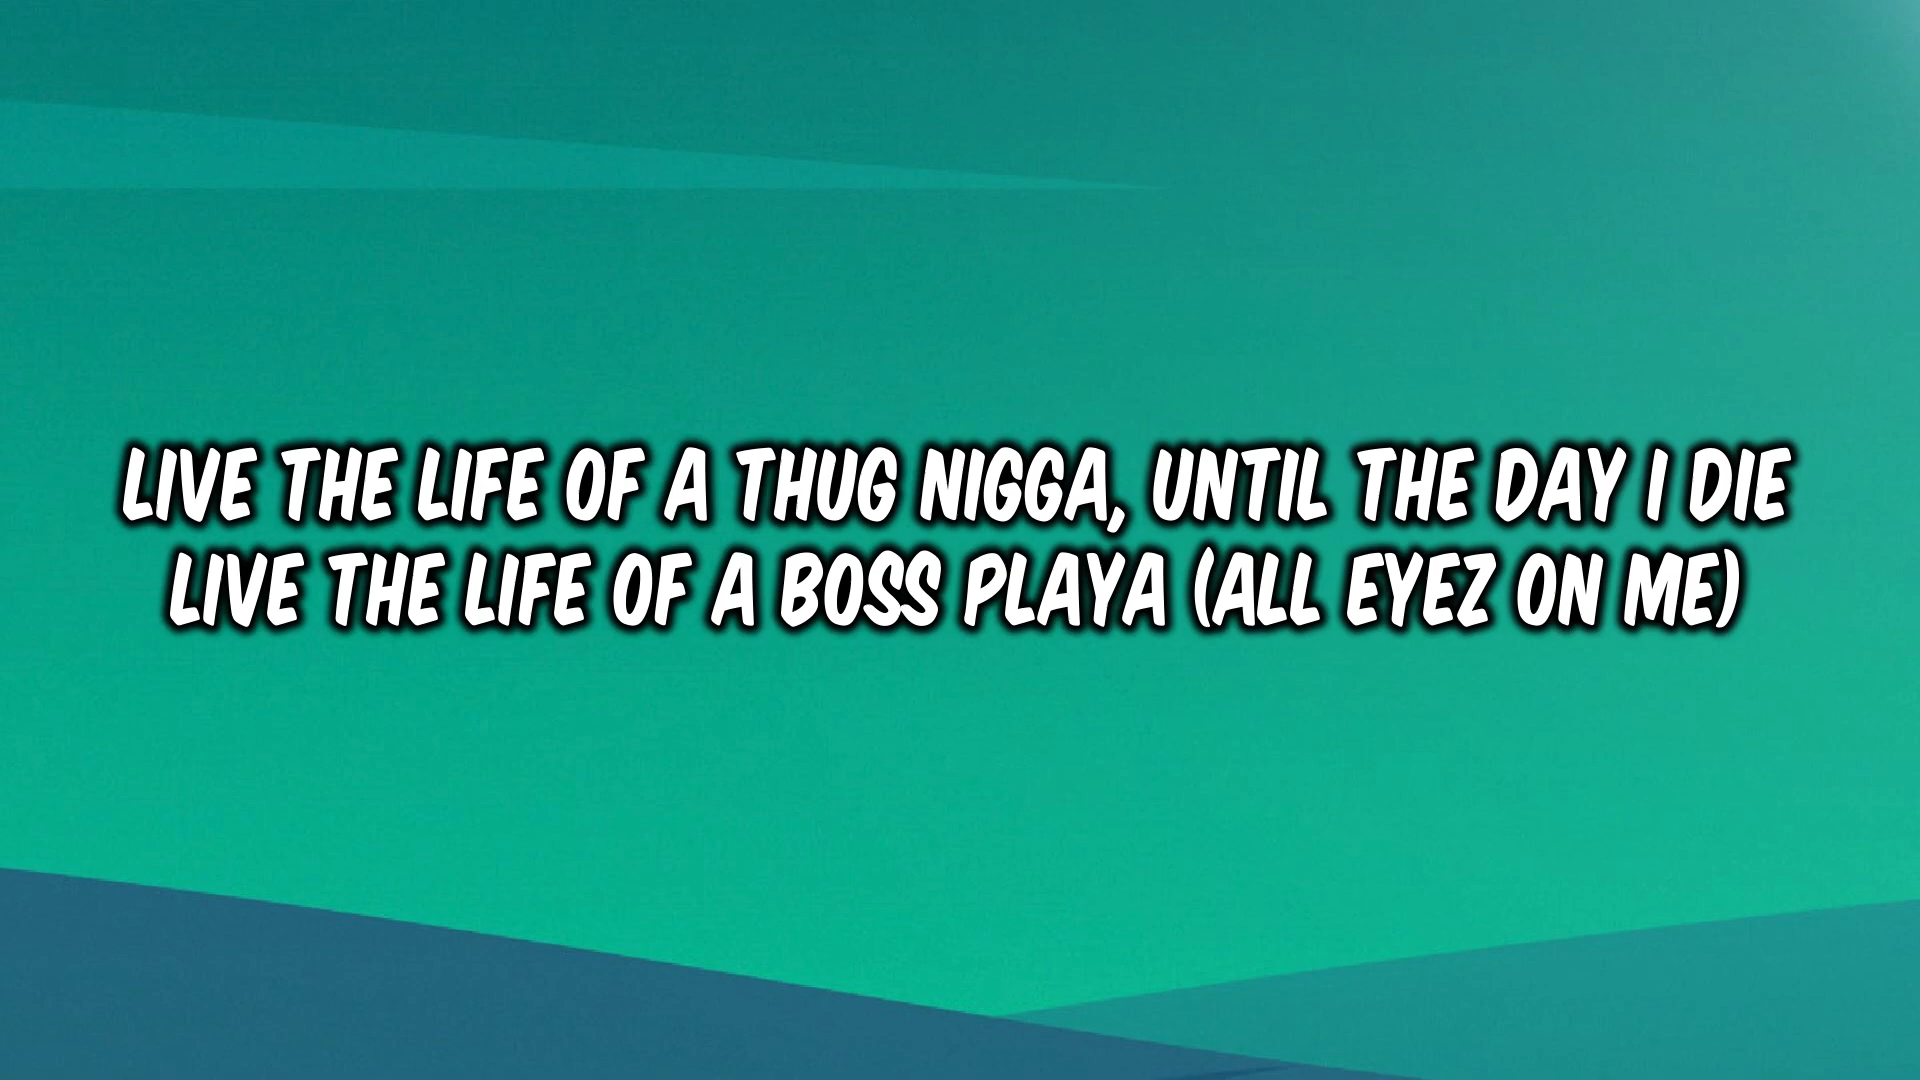 LIVE THE LIFE OF A THUG NIGGA, UNTIL THE DAY I DIE
LIVE THE LIFE OF A BOSS PLAYA (ALL EYEZ ON ME)